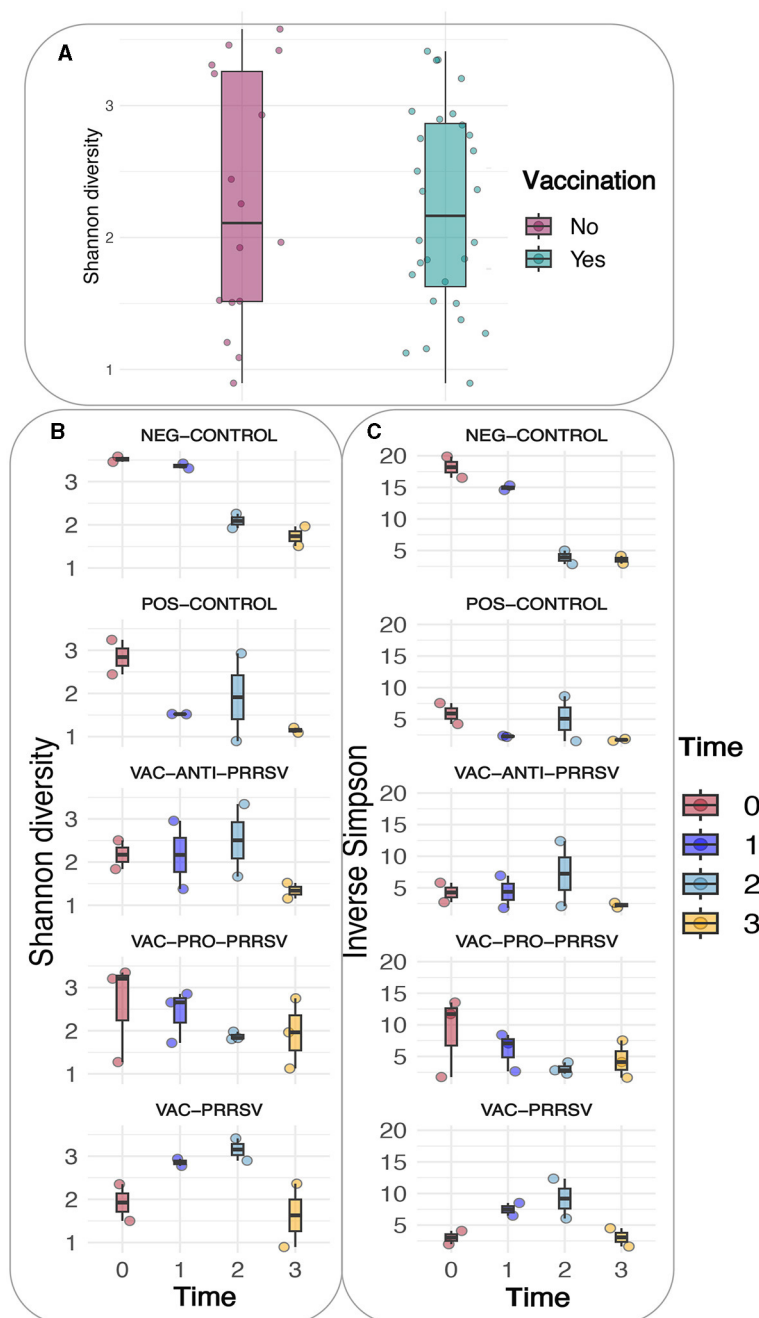 A
Shannon diversity
3
2
1
Vaccination
No
Yes
B
Shannon diversity
NEG–CONTROL
3
2
1
POS–CONTROL
3
2
1
VAC–ANTI–PRRSV
3
2
1
VAC–PRO–PRRSV
3
2
1
VAC–PRRSV
3
2
1
0 1 2 3
Time
C
Inverse Simpson
NEG–CONTROL
20
15
10
5
POS–CONTROL
20
15
10
5
VAC–ANTI–PRRSV
20
15
10
5
VAC–PRO–PRRSV
20
15
10
5
VAC–PRRSV
20
15
10
5
0 1 2 3
Time
Time
0
1
2
3